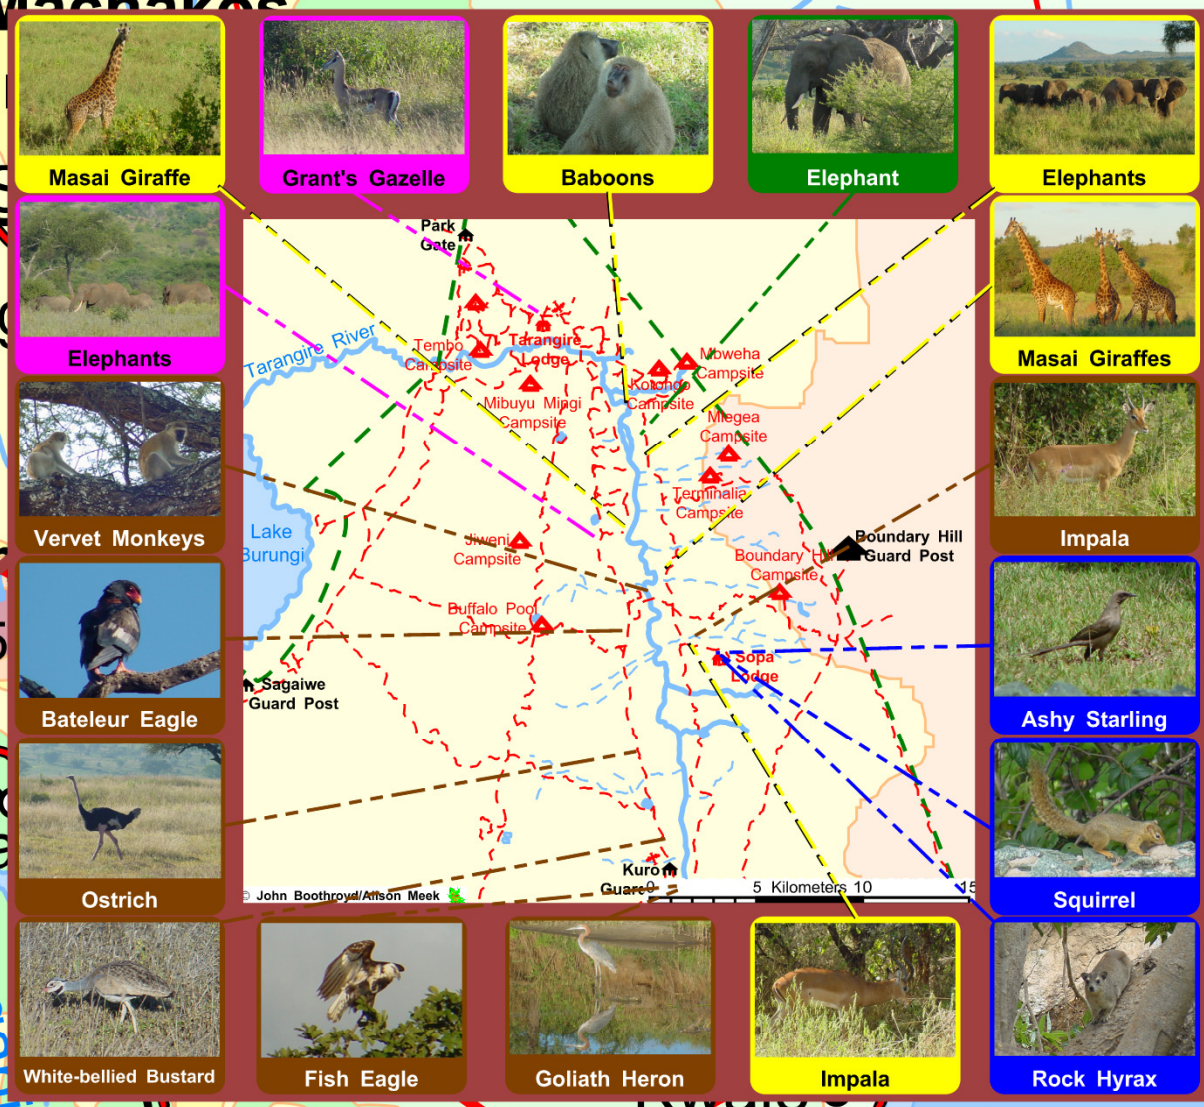 Machakos
Masai Giraffe
Grant's Gazelle
Baboons
Elephant
Elephants
Elephants
Masai Giraffes
Vervet Monkeys
Impala
Bateleur Eagle
Ashy Starling
Ostrich
Squirrel
White-bellied Bustard
Fish Eagle
Goliath Heron
Impala
Rock Hyrax
Park
Gate
Tarangire River
Tembo
Campsite
Tarangire
Lodge
Mbweha
Campsite
Kotongo
Campsite
Mibuyu Mingi
Campsite
Mlegea
Campsite
Terminalia
Campsite
Lake
Burungi
Jiweni
Campsite
Boundary Hill
Guard Post
Boundary Hill
Campsite
Buffalo Pool
Campsite
Sopa
Lodge
Sagaiwe
Guard Post
Kuro
Guard
0 5 Kilometers 10 15
© John Boothroyd/Alison Meek